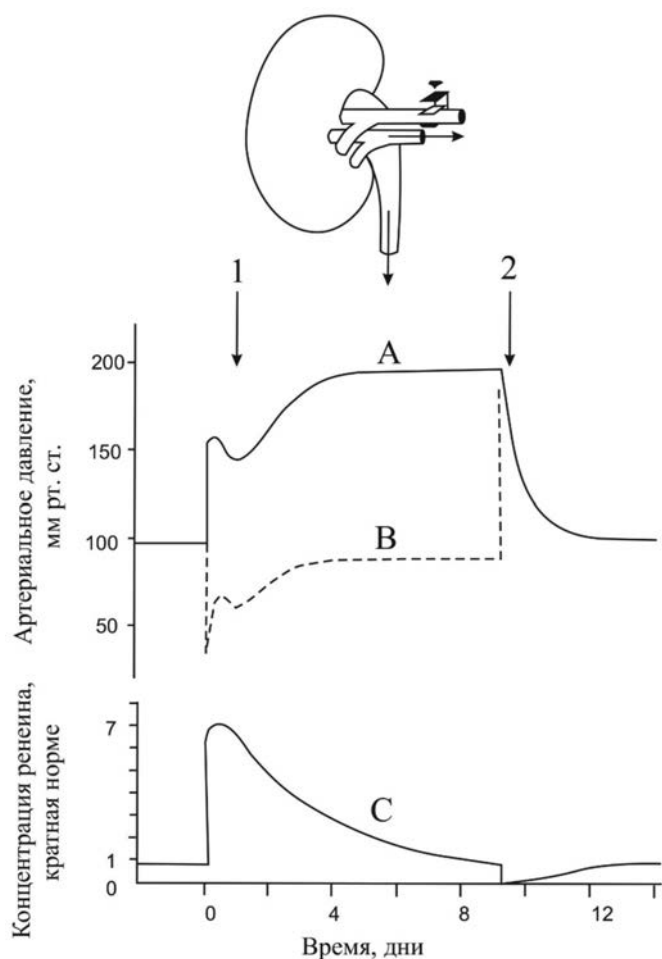 1
2
Артериальное давление,
мм рт. ст.
200
150
100
50
A
B
Концентрация ренеина,
кратная норме
7
1
0
C
0
4
8
12
Время, дни